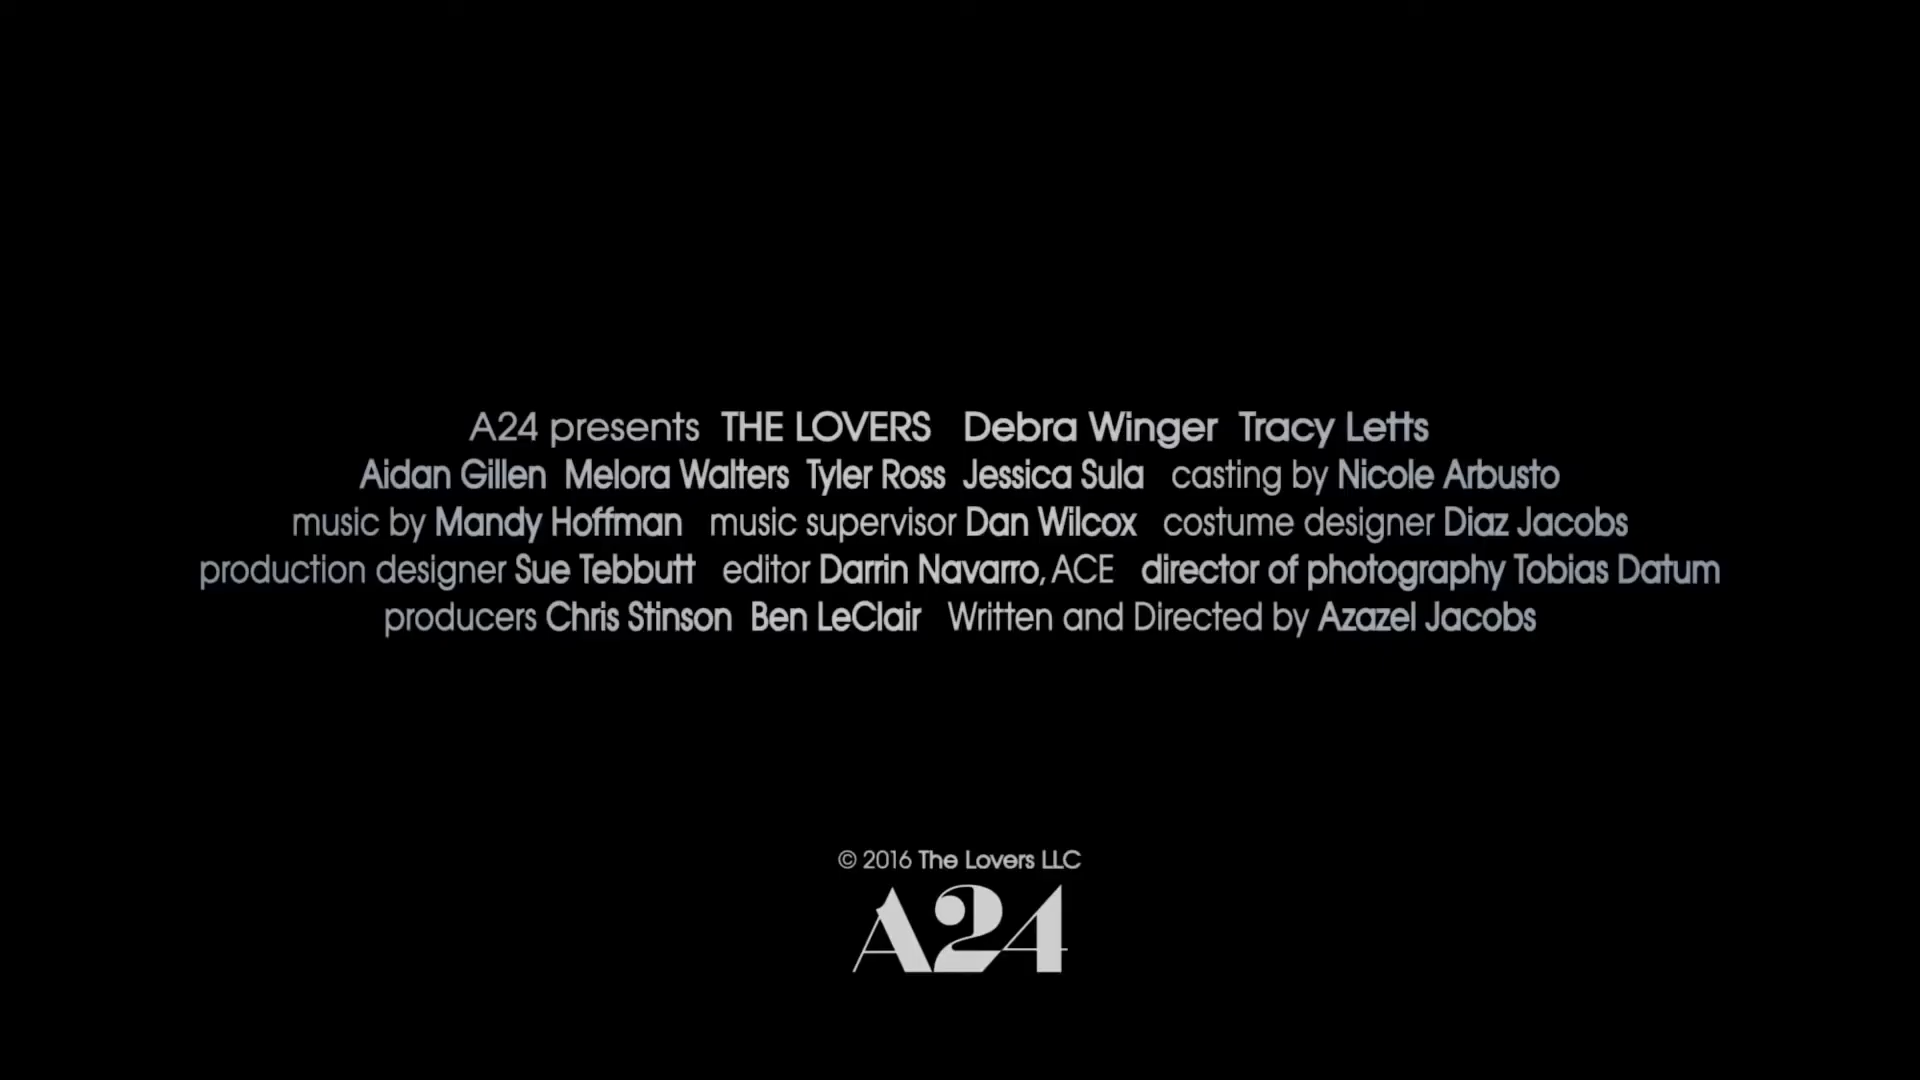 A24 presents THE LOVERS Debra Winger Tracy Letts
Aidan Gillen Melora Walters Tyler Ross Jessica Sula casting by Nicole Arbusto
music by Mandy Hoffman music supervisor Dan Wilcox costume designer Diaz Jacobs
production designer Sue Tebbutt editor Darrin Navarro, ACE director of photography Tobias Datum
producers Chris Stinson Ben LeClair Written and Directed by Azazel Jacobs
© 2016 The Lovers LLC
A24